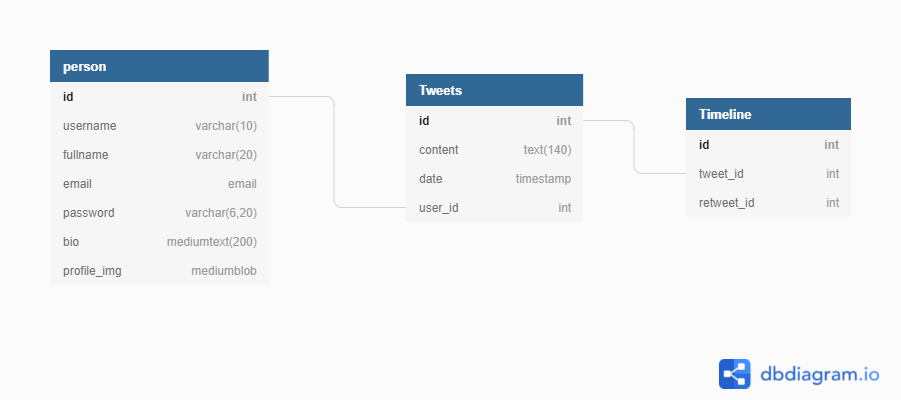 person
id int
username varchar(10)
fullname varchar(20)
email email
password varchar(6,20)
bio mediumtext(200)
profile_img mediumblob
Tweets
id int
content text(140)
date timestamp
user_id int
Timeline
id int
tweet_id int
retweet_id int
dbdiagram.io